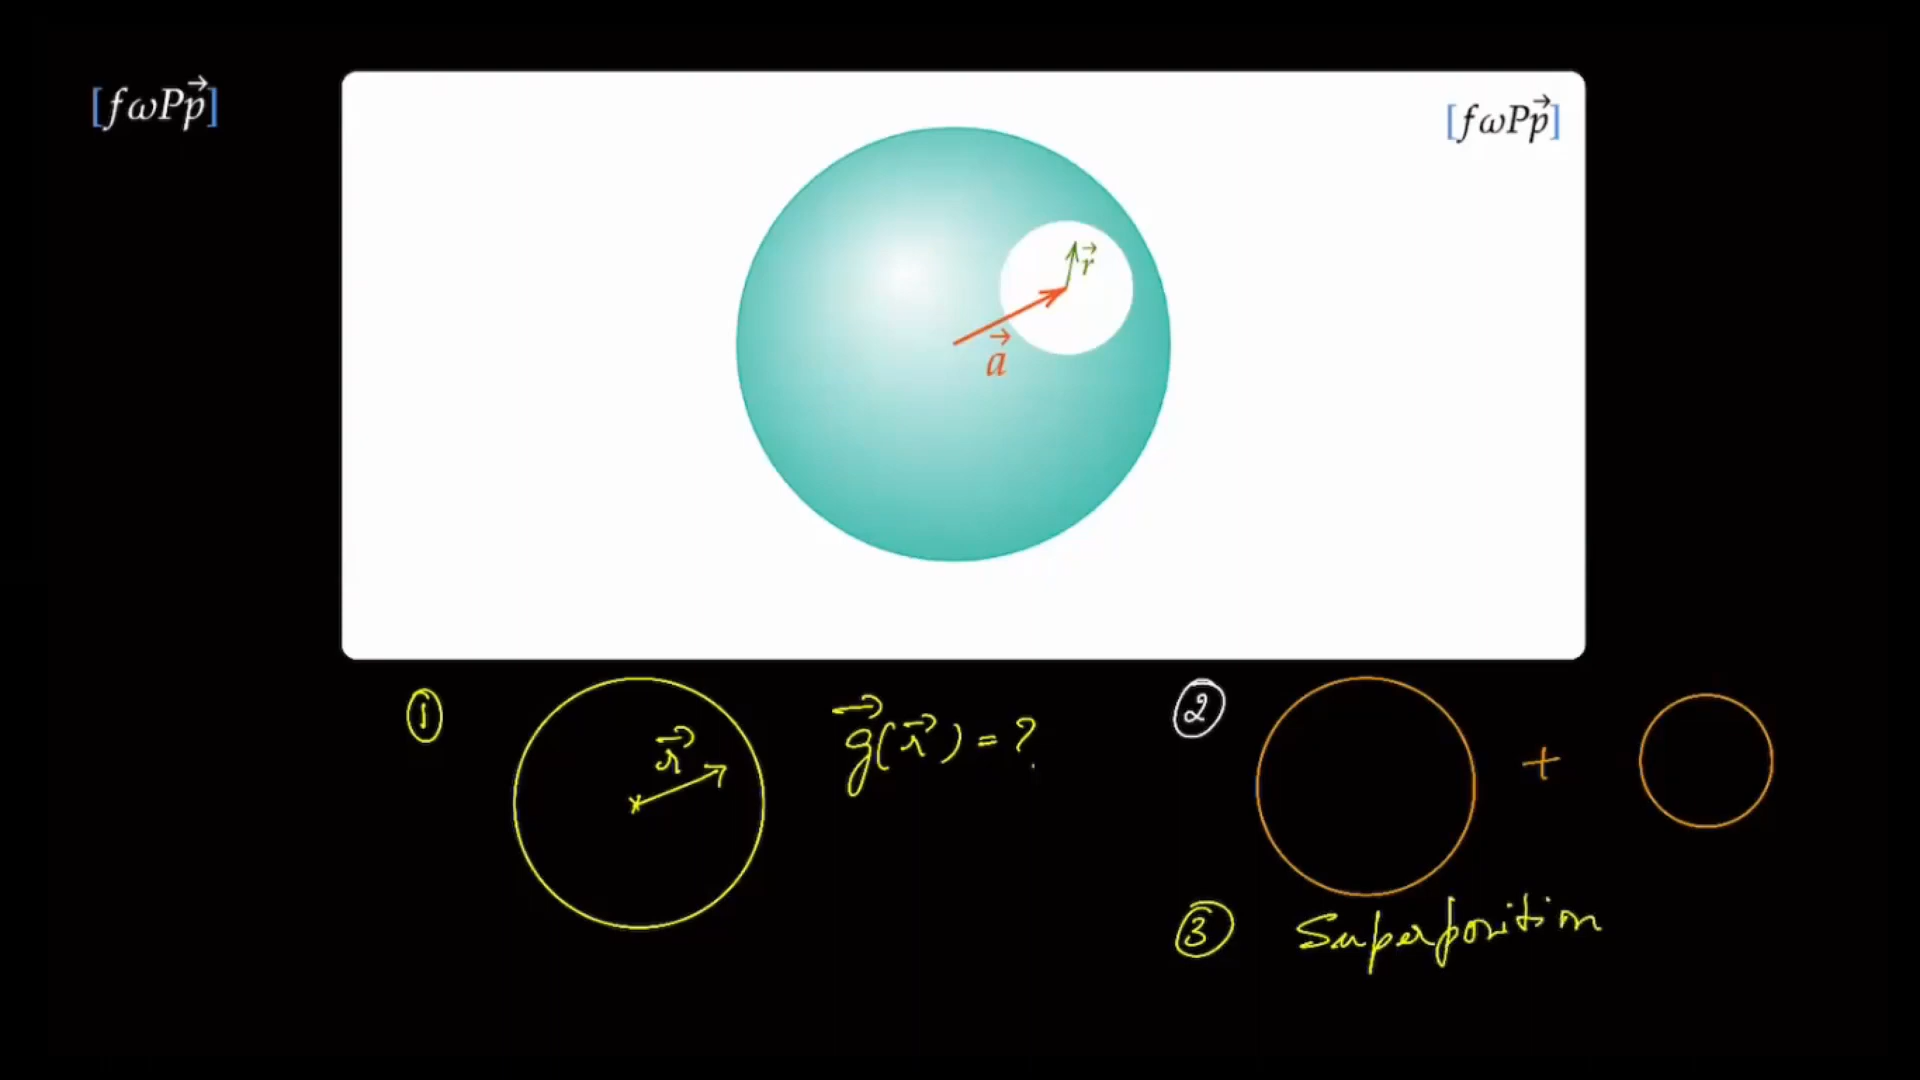 [fωPp⃗]
[fωPp⃗]
r⃗
a⃗
① r⃗ g⃗(r⃗) = ? ② +
③ Superposition